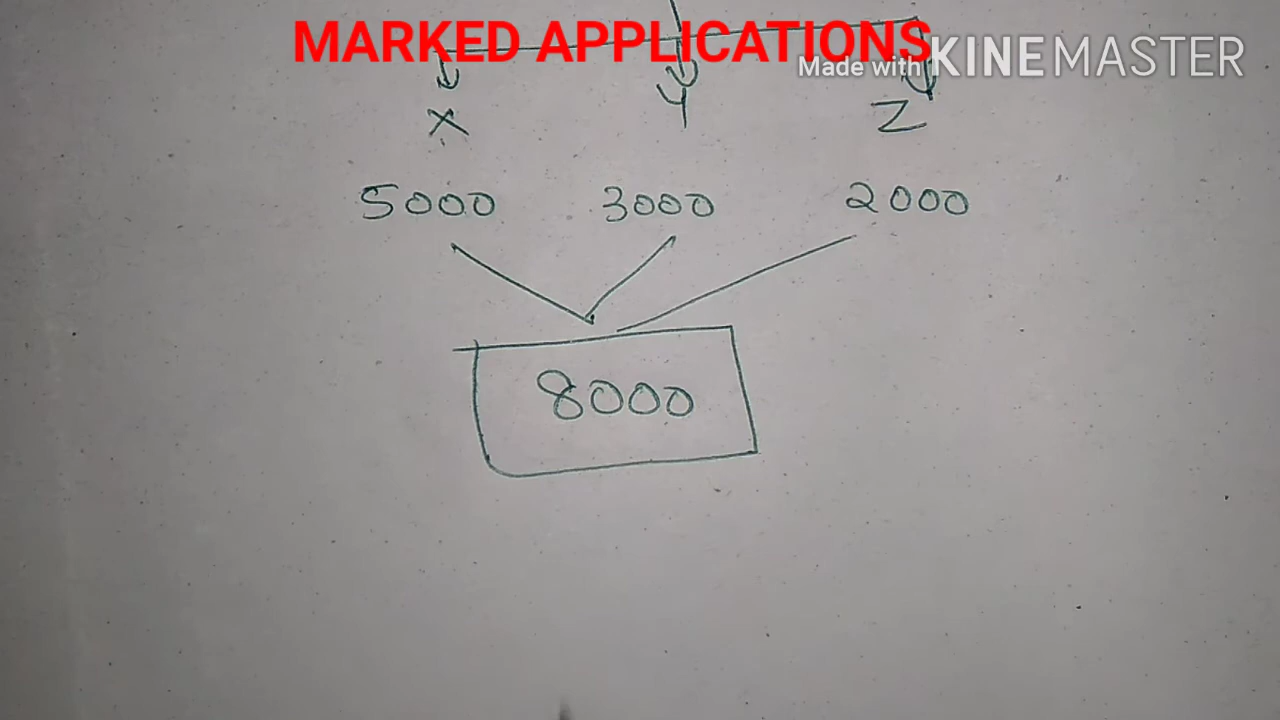 MARKED APPLICATIONS
Made with KINEMASTER
X Y Z
5000 3000 2000
8000